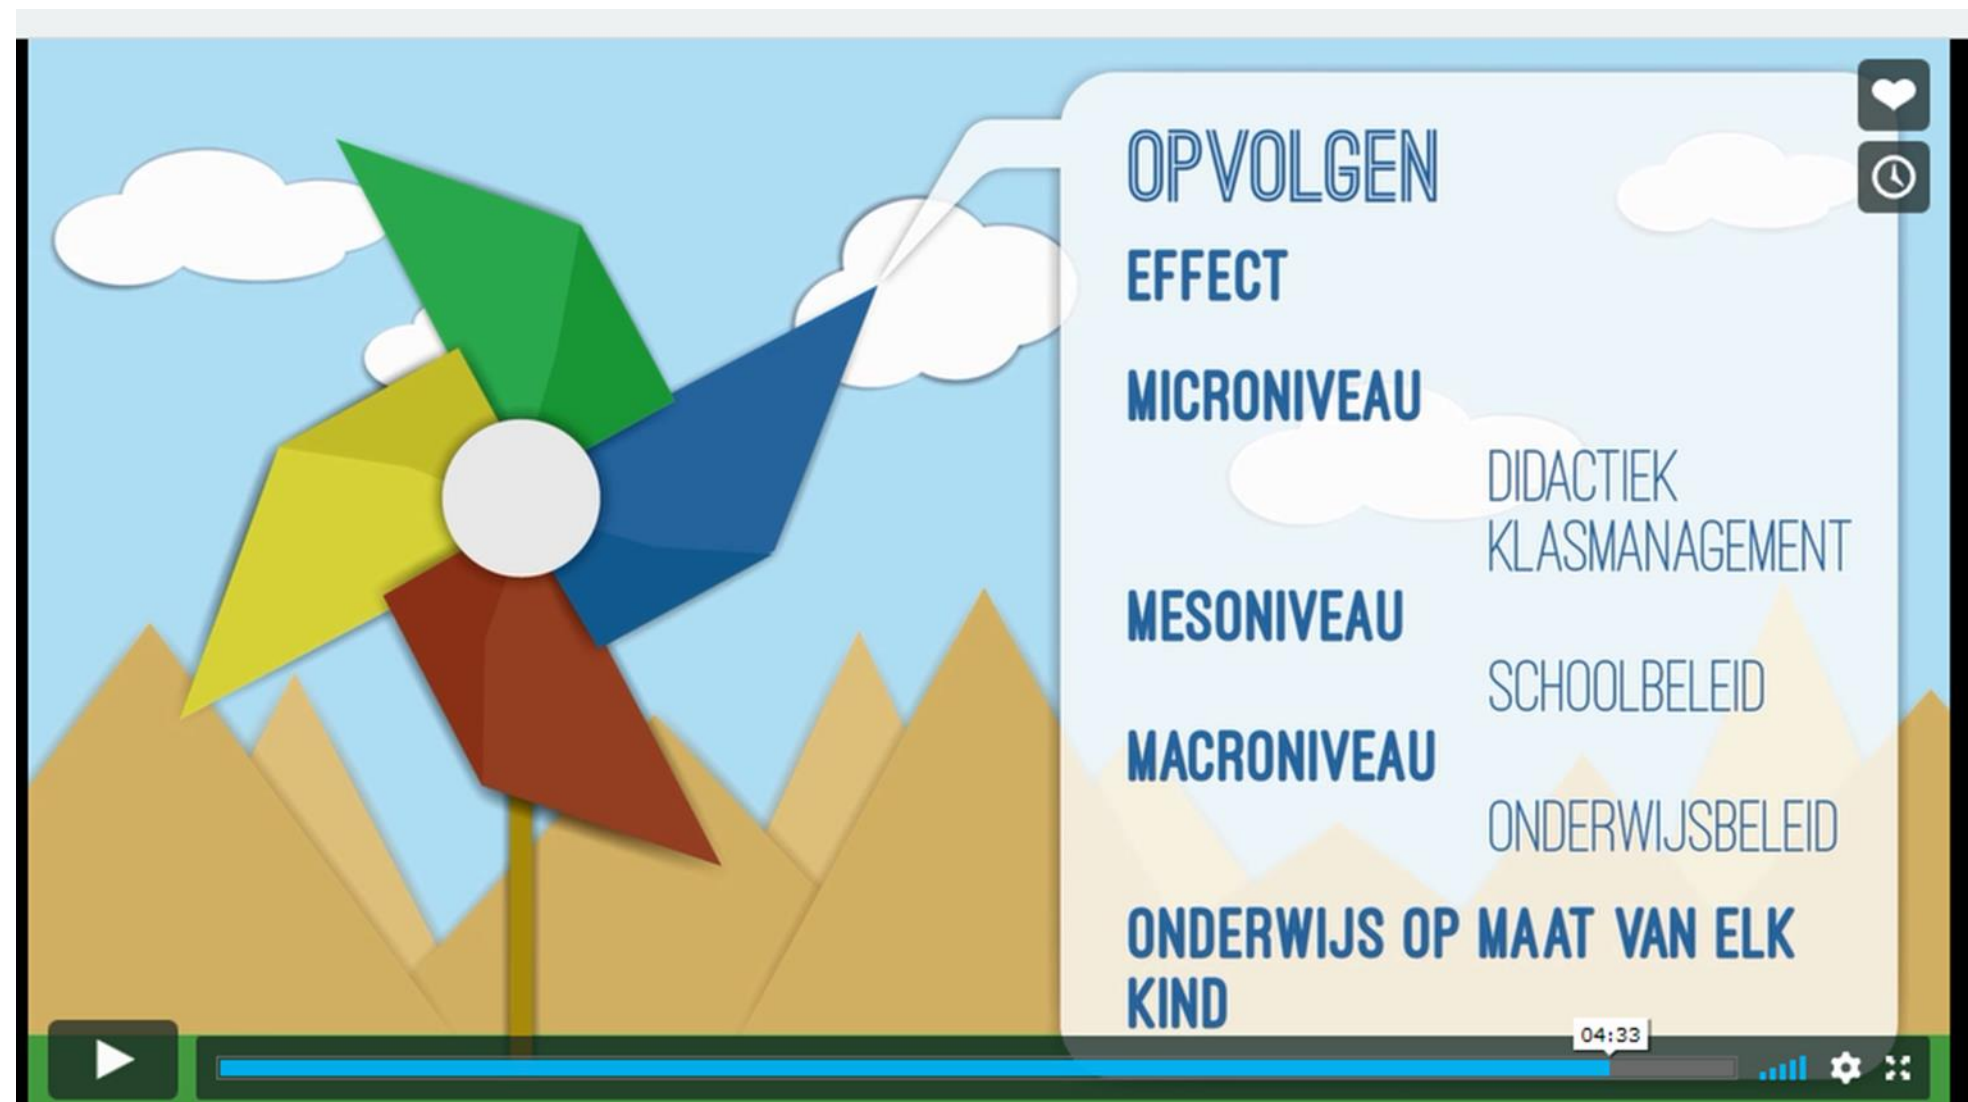 OPVOLGEN
EFFECT
MICRONIVEAU
DIDACTIEK
KLASMANAGEMENT
MESONIVEAU
SCHOOLBELEID
MACRONIVEAU
ONDERWIJSBELEID
ONDERWIJS OP MAAT VAN ELK
KIND
04:33